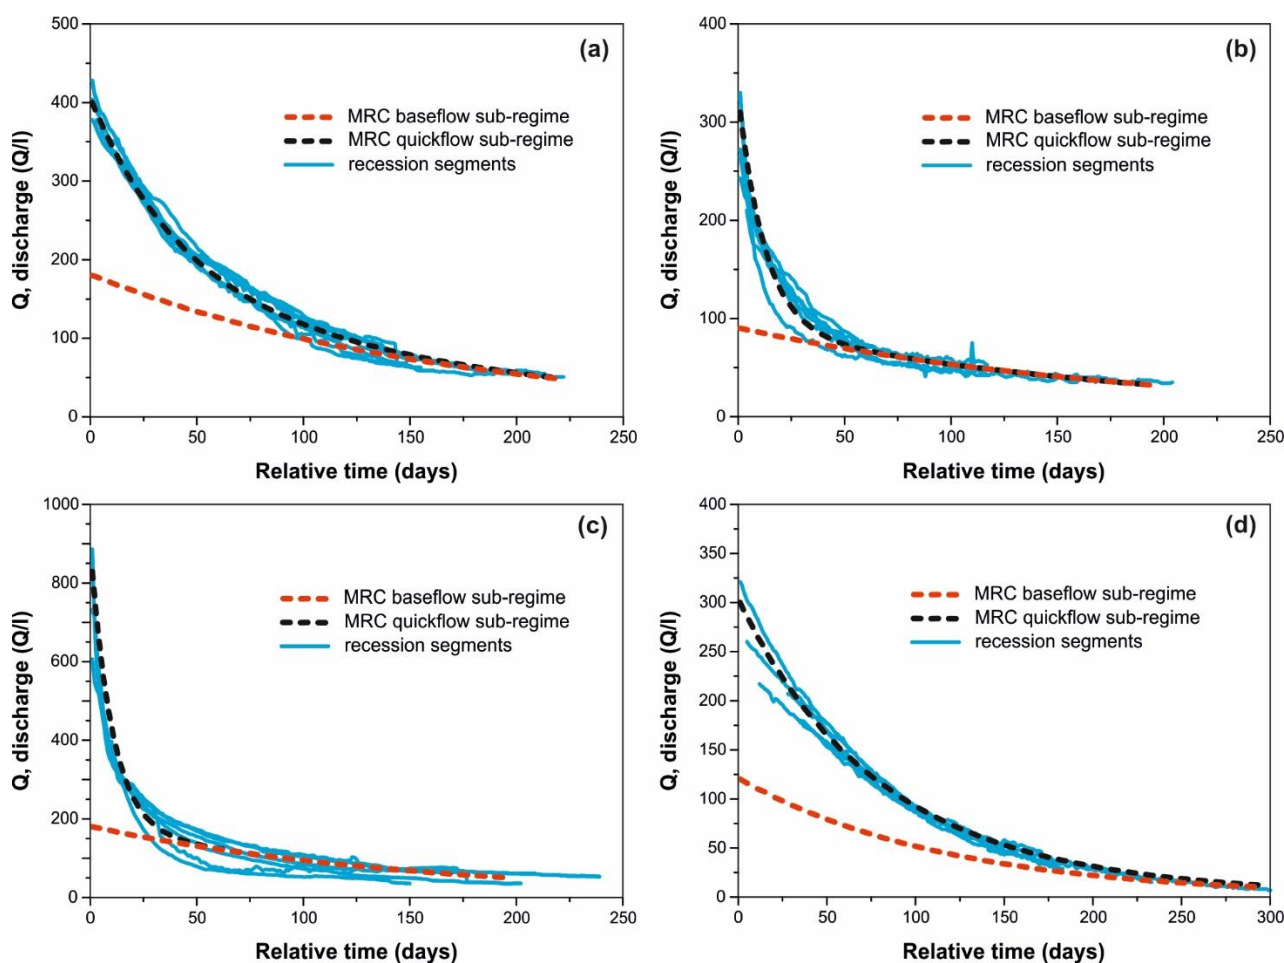 (a)
Q, discharge (Q/l)
500
400
300
200
100
0
MRC baseflow sub-regime
MRC quickflow sub-regime
recession segments
0 50 100 150 200 250
Relative time (days)
(b)
Q, discharge (Q/l)
400
300
200
100
0
MRC baseflow sub-regime
MRC quickflow sub-regime
recession segments
0 50 100 150 200 250
Relative time (days)
(c)
Q, discharge (Q/l)
1000
800
600
400
200
0
MRC baseflow sub-regime
MRC quickflow sub-regime
recession segments
0 50 100 150 200 250
Relative time (days)
(d)
Q, discharge (Q/l)
400
350
300
250
200
150
100
50
0
MRC baseflow sub-regime
MRC quickflow sub-regime
recession segments
0 50 100 150 200 250 300
Relative time (days)